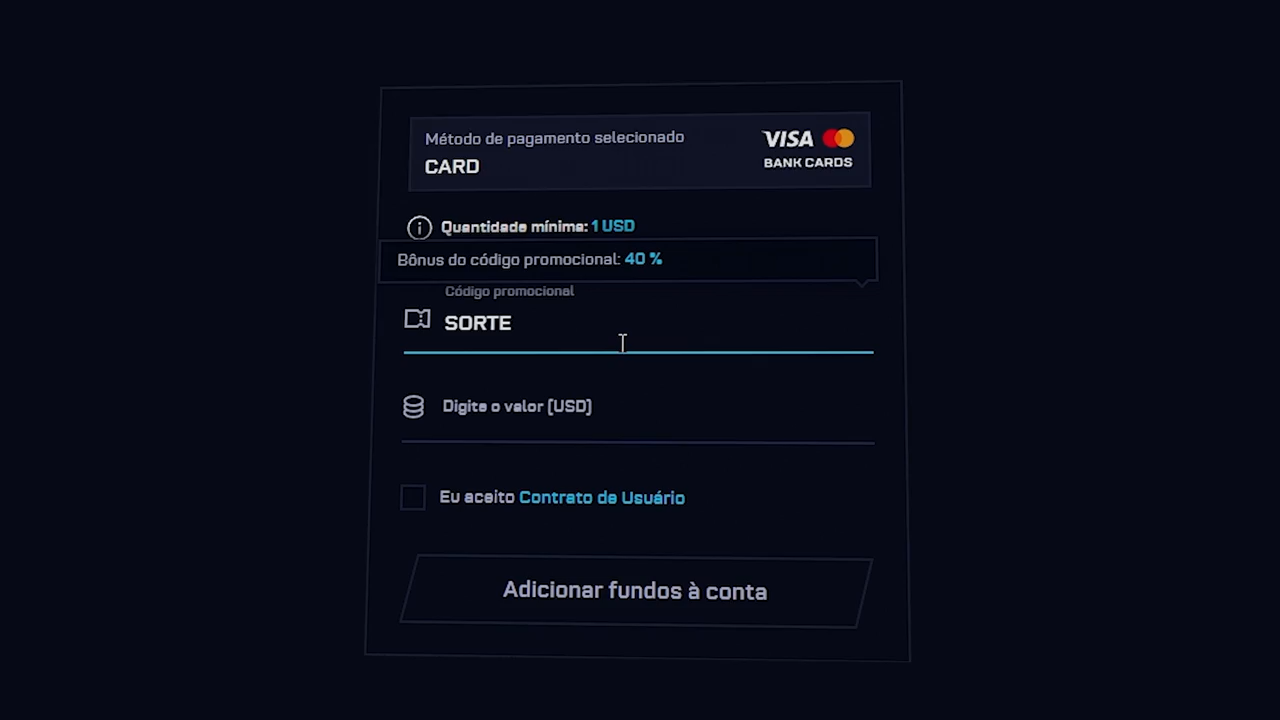 Método de pagamento selecionado
CARD
VISA
BANK CARDS
Quantidade mínima: 1 USD
Bônus do código promocional: 40 %
Código promocional
SORTE
Digite o valor (USD)
Eu aceito Contrato de Usuário
Adicionar fundos à conta